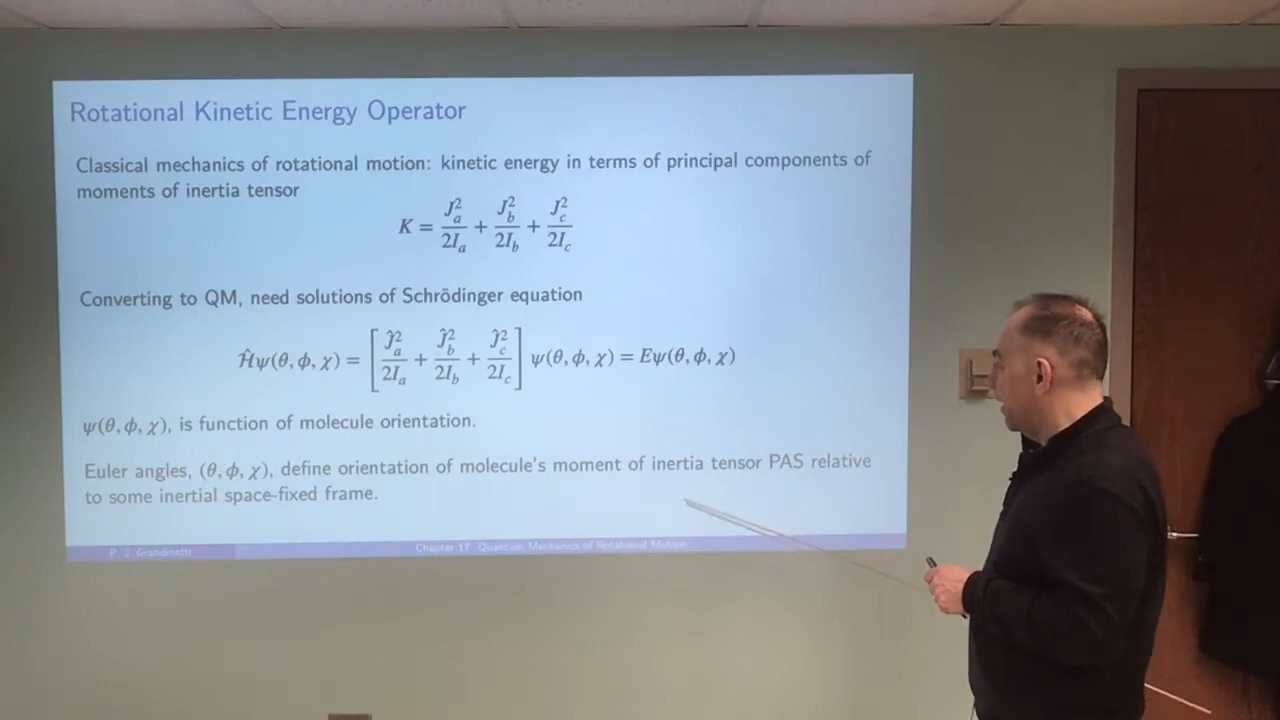 Rotational Kinetic Energy Operator
Classical mechanics of rotational motion: kinetic energy in terms of principal components of
moments of inertia tensor
K = J_a^2/2I_a + J_b^2/2I_b + J_c^2/2I_c
Converting to QM, need solutions of Schrödinger equation
Ĥψ(θ, ϕ, χ) = [Ĵ_a^2/2I_a + Ĵ_b^2/2I_b + Ĵ_c^2/2I_c] ψ(θ, ϕ, χ) = Eψ(θ, ϕ, χ)
ψ(θ, ϕ, χ), is function of molecule orientation.
Euler angles, (θ, ϕ, χ), define orientation of molecule's moment of inertia tensor PAS relative
to some inertial space-fixed frame.
P. J. Grandinetti Chapter 17: Quantum Mechanics of Rotational Motion